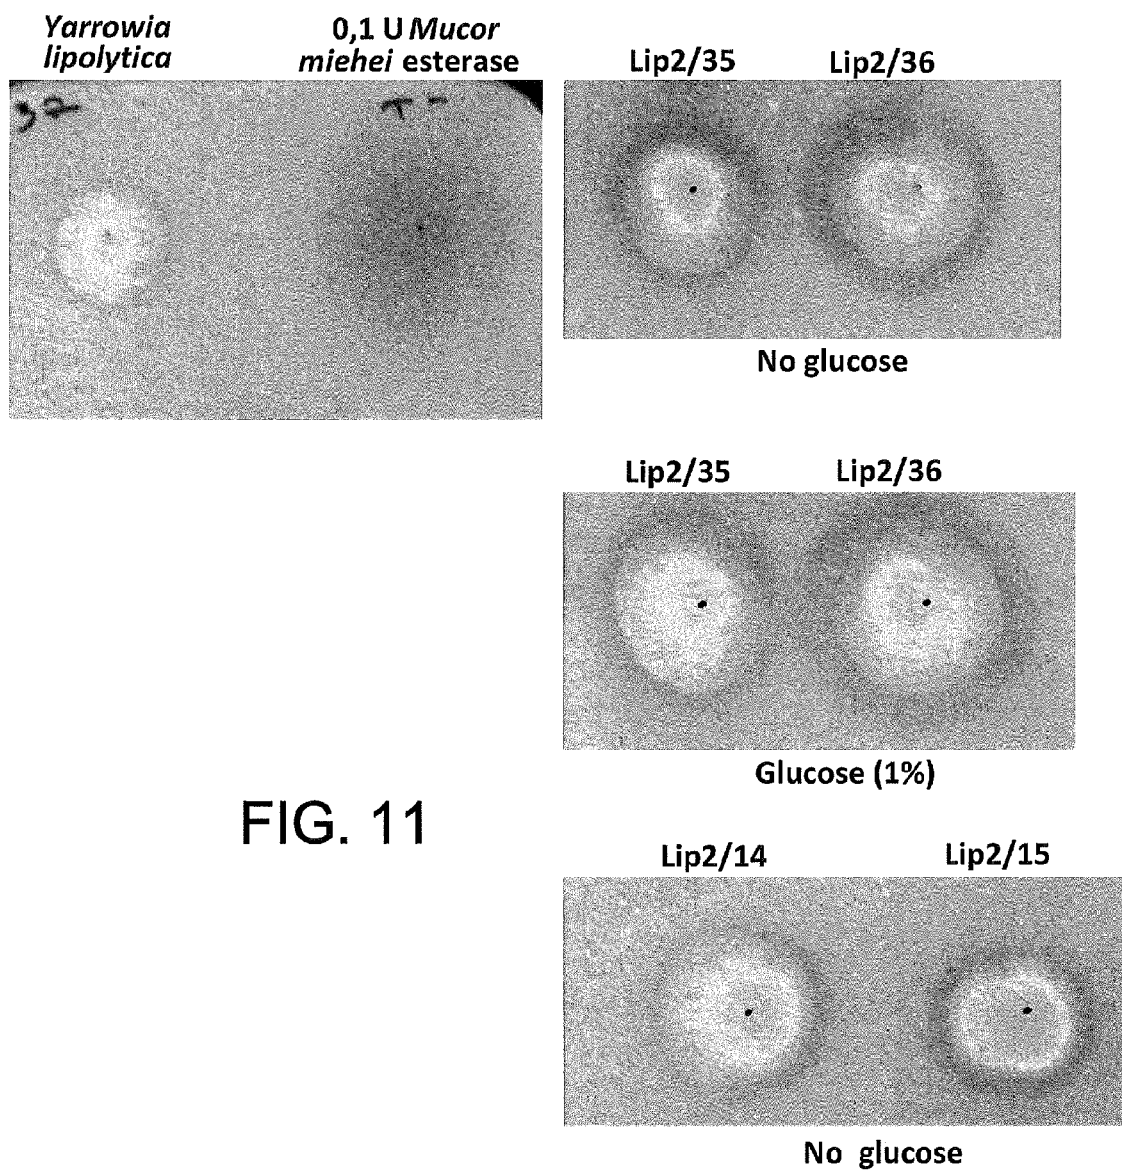 Yarrowia
lipolytica
0,1 U Mucor
miehei esterase
37
T -
Lip2/35 Lip2/36
No glucose
Lip2/35 Lip2/36
Glucose (1%)
FIG. 11
Lip2/14 Lip2/15
No glucose